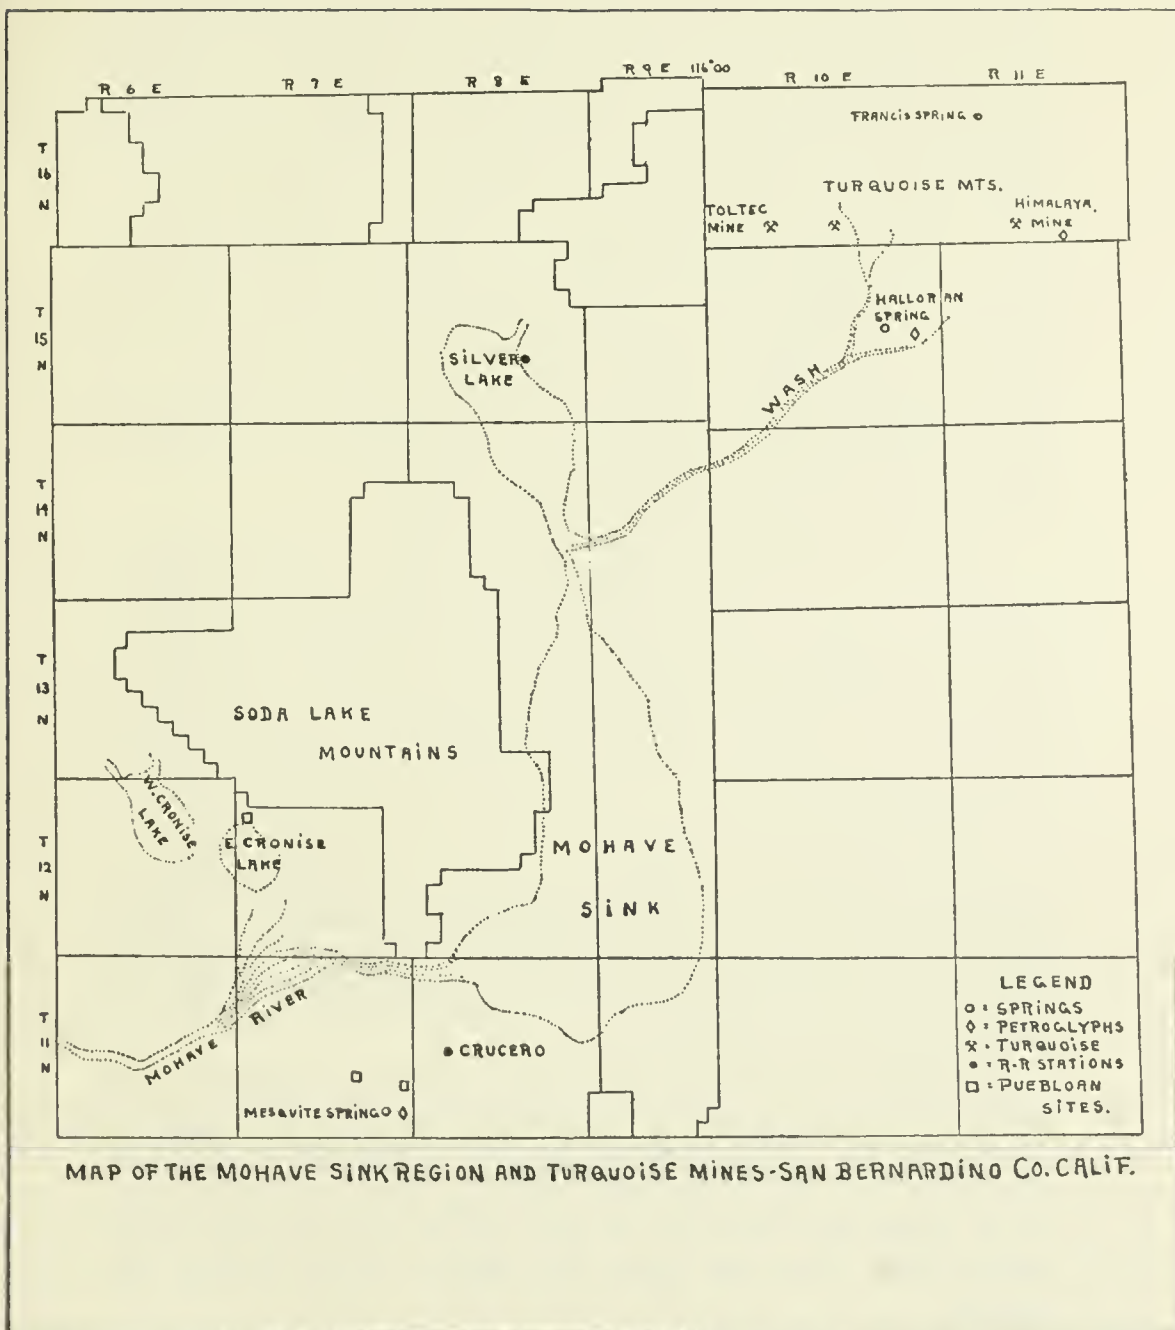 R 6 E R 7 E R 8 E R 9 E 116°00 R 10 E R 11 E
FRANCIS SPRING
T
16
N
TURQUOISE MTS.
TOLTEC
MINE
HIMALAYA.
MINE
T
15
N
HALLORAN
SPRING
SILVER
LAKE
WASH
T
14
N
T
13
N
SODA LAKE
MOUNTAINS
W. CRONISE
LAKE
E. CRONISE
LAKE
T
12
N
MOHAVE
SINK
MOHAVE RIVER
T
11
N
CRUCERO
MESQUITE SPRING
LEGEND
= SPRINGS
= PETROGLYPHS
= TURQUOISE
= R-R STATIONS
= PUEBLOAN
SITES.
MAP OF THE MOHAVE SINK REGION AND TURQUOISE MINES-SAN BERNARDINO CO. CALIF.